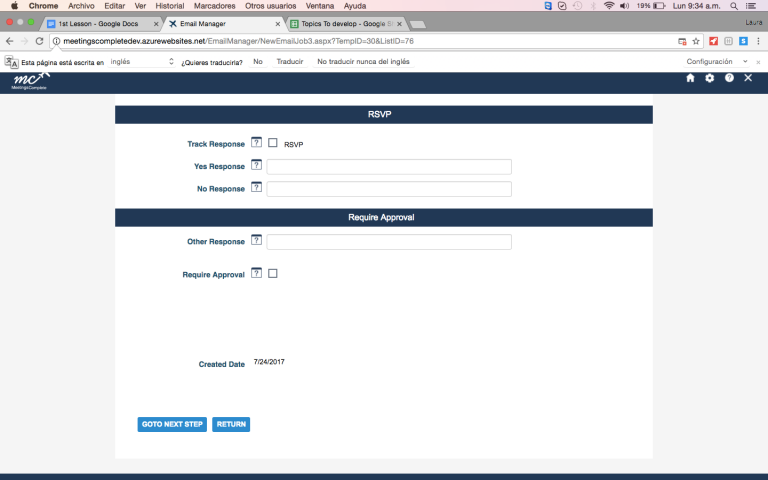 Chrome Archivo Editar Ver Historial Marcadores Otros usuarios Ventana Ayuda 19% Lun 9:34 a.m.
1st Lesson - Google Docs × Email Manager × Topics To develop - Google ×
Laura
meetingscompletedev.azurewebsites.net/EmailManager/NewEmailJob3.aspx?TempID=30&ListID=76
Esta página está escrita en inglés ¿Quieres traducirla? No Traducir No traducir nunca del inglés Configuración ×
mc
MeetingsComplete
RSVP
Track Response ? RSVP
Yes Response ?
No Response ?
Require Approval
Other Response ?
Require Approval ?
Created Date 7/24/2017
GOTO NEXT STEP RETURN